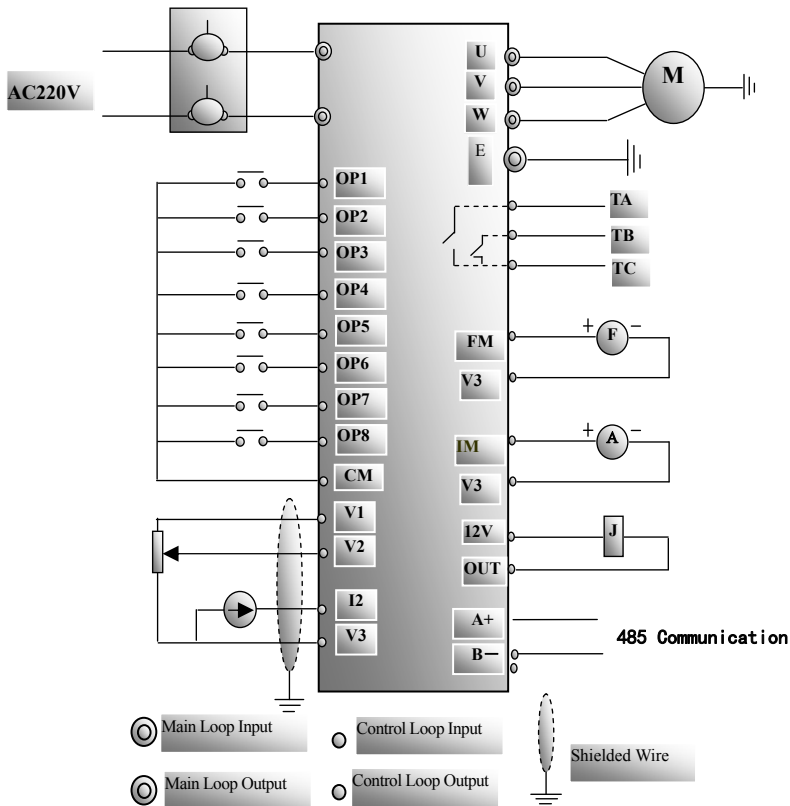 AC220V
U
V
W
E
M
OP1
OP2
OP3
OP4
OP5
OP6
OP7
OP8
CM
V1
V2
I2
V3
TA
TB
TC
FM
+ F −
V3
IM
+ A −
V3
12V
J
OUT
A+
B−
485 Communication
Main Loop Input
Control Loop Input
Main Loop Output
Control Loop Output
Shielded Wire